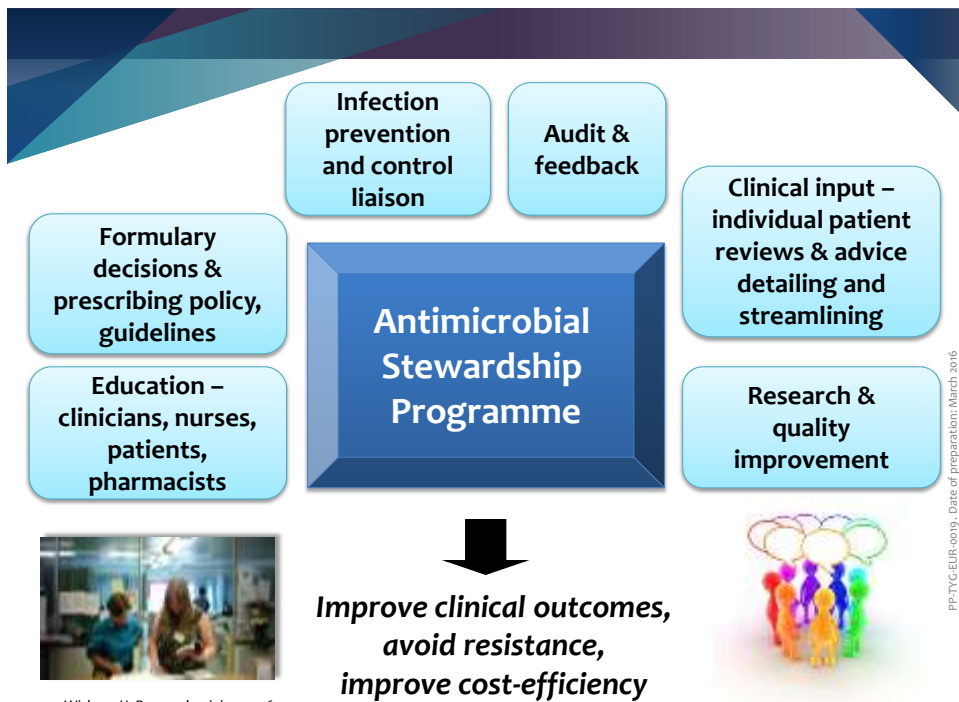 Infection
prevention
and control
liaison
Audit &
feedback
Clinical input –
individual patient
reviews & advice
detailing and
streamlining
Formulary
decisions &
prescribing policy,
guidelines
Antimicrobial
Stewardship
Programme
Education –
clinicians, nurses,
patients,
pharmacists
Research &
quality
improvement
Improve clinical outcomes,
avoid resistance,
improve cost-efficiency
PP-TYG-EUR-0019. Date of preparation: March 2016